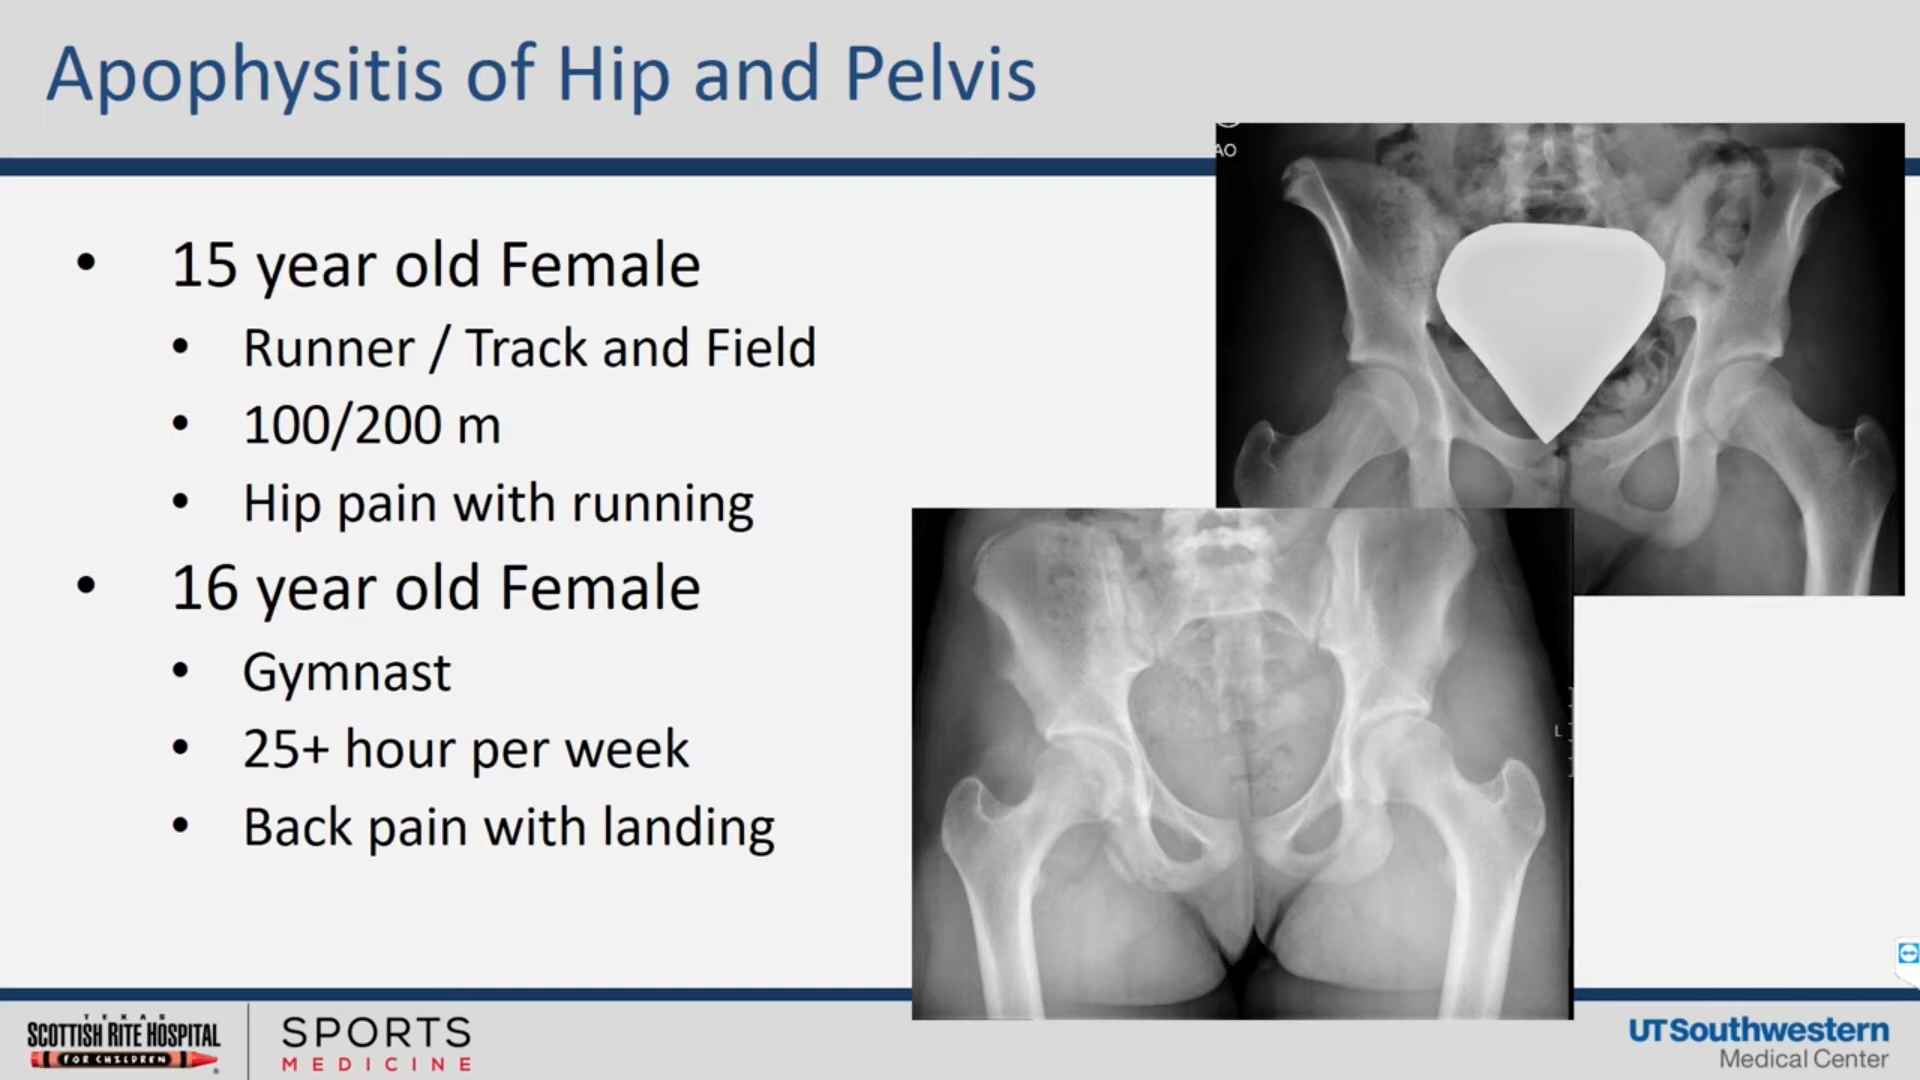 Apophysitis of Hip and Pelvis
AO
• 15 year old Female
• Runner / Track and Field
• 100/200 m
• Hip pain with running
• 16 year old Female
• Gymnast
• 25+ hour per week
• Back pain with landing
L
TEXAS
SCOTTISH RITE HOSPITAL
FOR CHILDREN
SPORTS
MEDICINE
UTSouthwestern
Medical Center